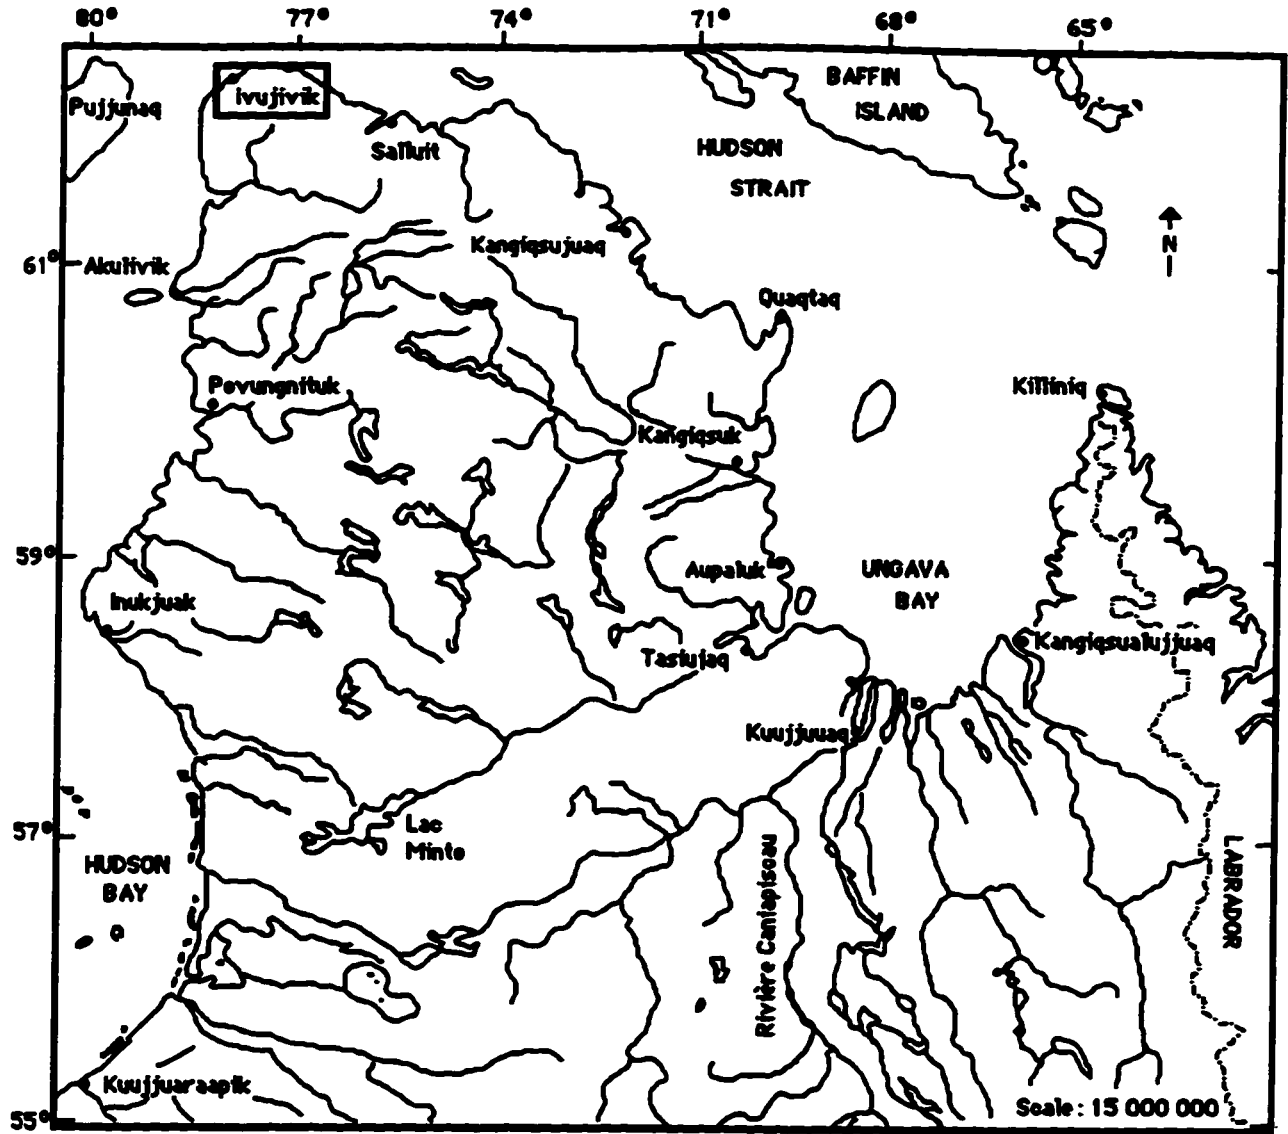 80° 77° 74° 71° 68° 65°
BAFFIN
ISLAND
Pujjunaq
ivujivik
HUDSON
STRAIT
Salluit
N
Kangiqsujuaq
61°
Akulivik
Quaqtaq
Povungnituk
Killiniq
Kangiqsuk
59°
Aupaluk
UNGAVA
BAY
Inukjuak
Kangiqsualujjuaq
Tasiujaq
Kuujjuuaq
57°
Lac
Minto
HUDSON
BAY
LABRADOR
Rivière Caniapiscau
Kuujjuaraapik
Scale : 15 000 000
55°